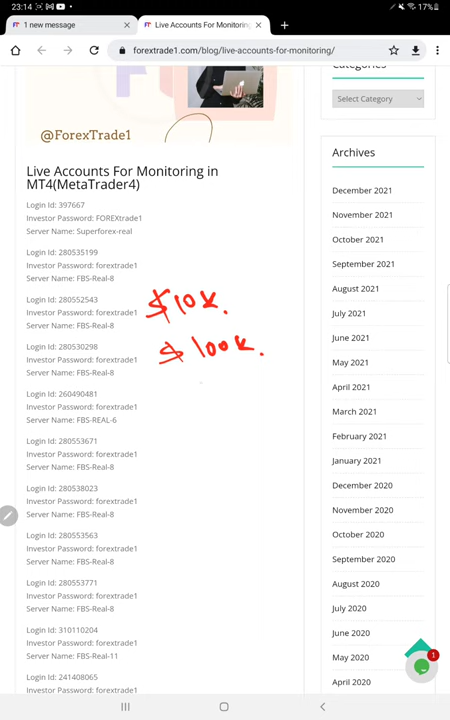 23:14
17%
1 new message
Live Accounts For Monitoring
forextrade1.com/blog/live-accounts-for-monitoring/
Categories
Select Category
@ForexTrade1
Live Accounts For Monitoring in
MT4(MetaTrader4)
Login Id: 397667
Investor Password: FOREXtrade1
Server Name: Superforex-real
Login Id: 280535199
Investor Password: forextrade1
Server Name: FBS-Real-8
Login Id: 280552543
Investor Password: forextrade1
Server Name: FBS-Real-8
$10k.
Login Id: 280530298
Investor Password: forextrade1
Server Name: FBS-Real-8
$100k.
Login Id: 260490481
Investor Password: forextrade1
Server Name: FBS-REAL-6
Login Id: 280553671
Investor Password: forextrade1
Server Name: FBS-Real-8
Login Id: 280538023
Investor Password: forextrade1
Server Name: FBS-Real-8
Login Id: 280553563
Investor Password: forextrade1
Server Name: FBS-Real-8
Login Id: 280553771
Investor Password: forextrade1
Server Name: FBS-Real-8
Login Id: 310110204
Investor Password: forextrade1
Server Name: FBS-Real-11
Login Id: 241408065
Investor Password: forextrade1
Archives
December 2021
November 2021
October 2021
September 2021
August 2021
July 2021
June 2021
May 2021
April 2021
March 2021
February 2021
January 2021
December 2020
November 2020
October 2020
September 2020
August 2020
July 2020
June 2020
May 2020
April 2020
1